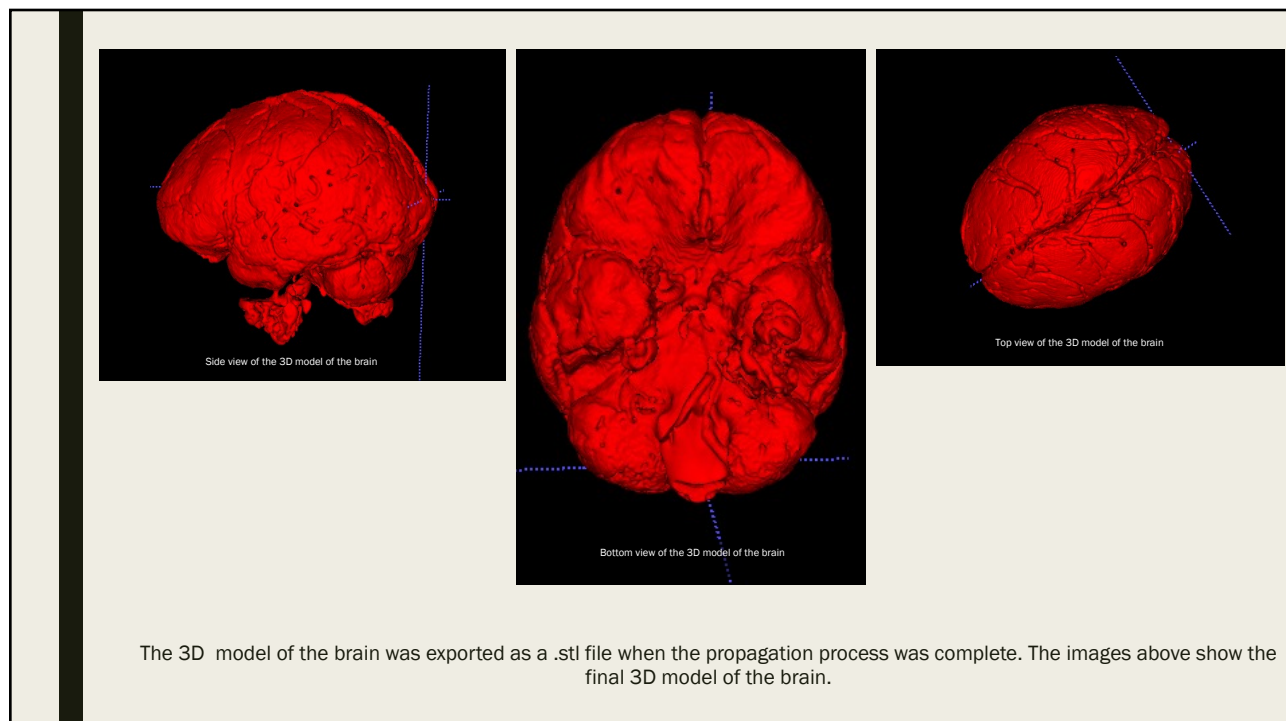 Side view of the 3D model of the brain
Bottom view of the 3D model of the brain
Top view of the 3D model of the brain
The 3D  model of the brain was exported as a .stl file when the propagation process was complete. The images above show the
final 3D model of the brain.